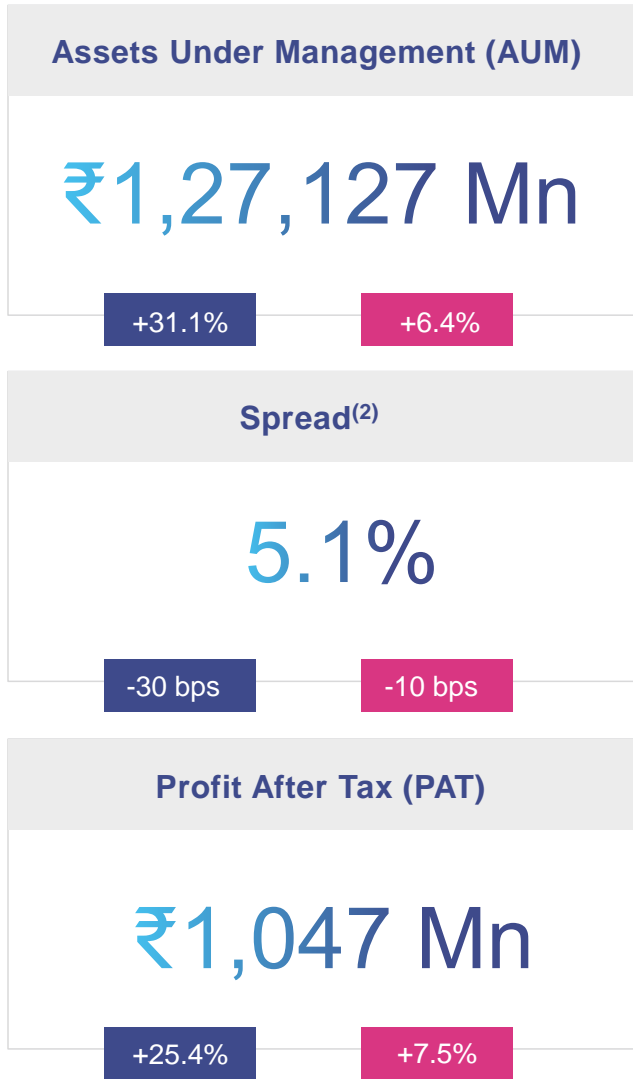 Assets Under Management (AUM)
₹1,27,127 Mn
+31.1% +6.4%
Spread(2)
5.1%
-30 bps -10 bps
Profit After Tax (PAT)
₹1,047 Mn
+25.4% +7.5%